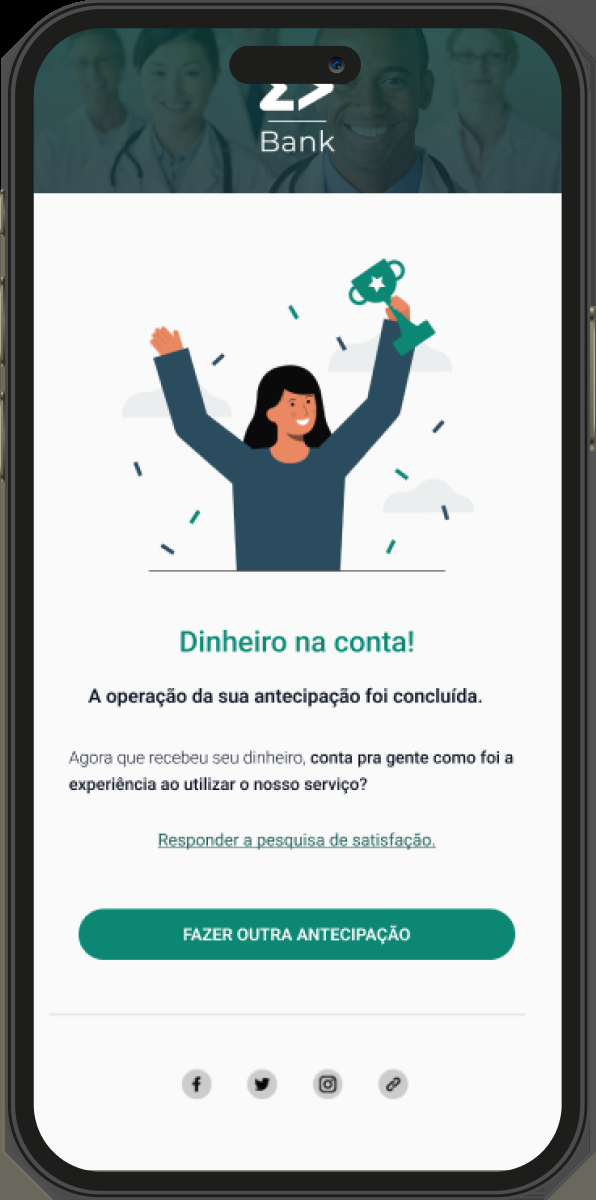 Bank
Dinheiro na conta!
A operação da sua antecipação foi concluída.
Agora que recebeu seu dinheiro, conta pra gente como foi a
experiência ao utilizar o nosso serviço?
Responder a pesquisa de satisfação.
FAZER OUTRA ANTECIPAÇÃO